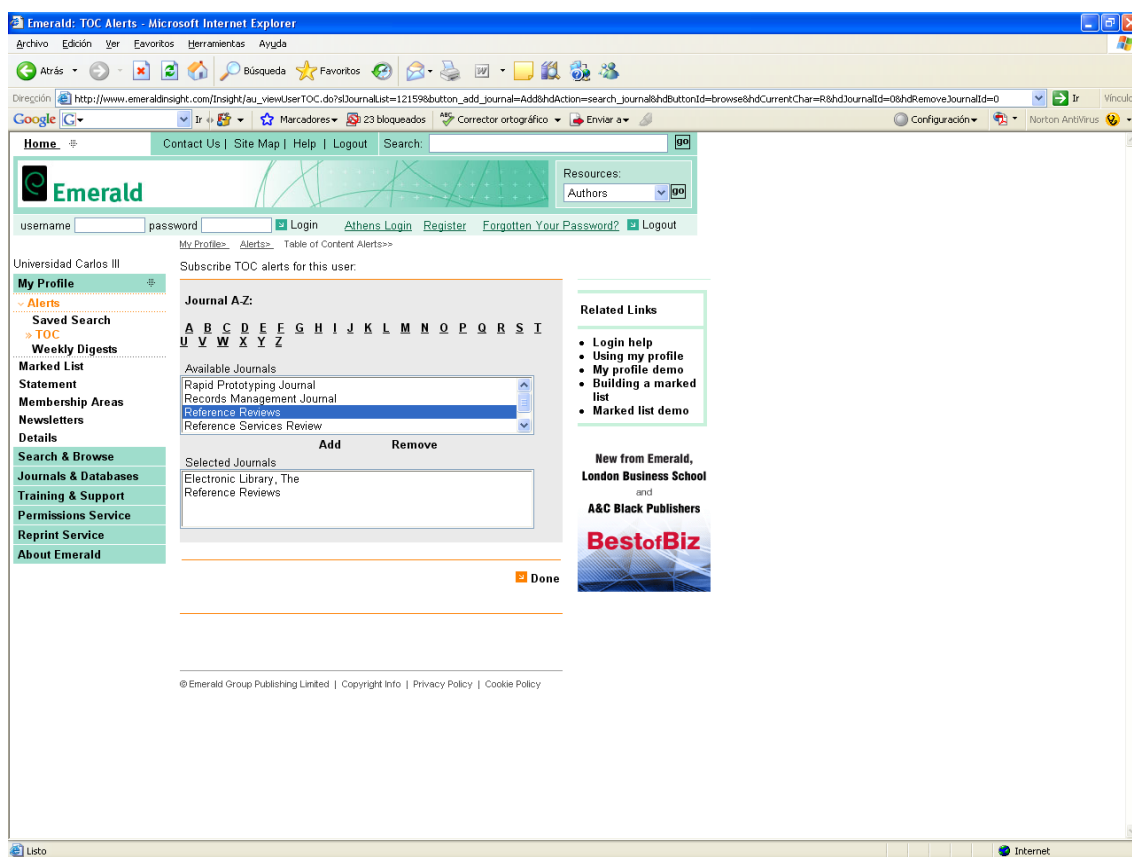 Emerald: TOC Alerts - Microsoft Internet Explorer
Archivo Edición Ver Favoritos Herramientas Ayuda
Atrás Búsqueda Favoritos
Dirección http://www.emeraldinsight.com/Insight/au_viewUserTOC.do?slJournalList=12159&button_add_journal=Add&hdAction=search_journal&hdButtonId=browse&hdCurrentChar=R&hdJournalId=0&hdRemoveJournalId=0 Ir Vínculo
Google G Ir Marcadores 23 bloqueados ABC Corrector ortográfico Enviar a Configuración Norton AntiVirus
Home Contact Us | Site Map | Help | Logout Search: go
Emerald
Resources:
Authors go
username password Login Athens Login Register Forgotten Your Password? Logout
My Profile> Alerts> Table of Content Alerts>>
Universidad Carlos III
Subscribe TOC alerts for this user:
My Profile
Alerts
Saved Search
» TOC
Weekly Digests
Marked List
Statement
Membership Areas
Newsletters
Details
Search & Browse
Journals & Databases
Training & Support
Permissions Service
Reprint Service
About Emerald
Journal A-Z:
A B C D E F G H I J K L M N O P Q R S T
U V W X Y Z
Available Journals
Rapid Prototyping Journal
Records Management Journal
Reference Reviews
Reference Services Review
Add Remove
Selected Journals
Electronic Library, The
Reference Reviews
Done
Related Links
• Login help
• Using my profile
• My profile demo
• Building a marked
list
• Marked list demo
New from Emerald,
London Business School
and
A&C Black Publishers
BestofBiz
© Emerald Group Publishing Limited | Copyright Info | Privacy Policy | Cookie Policy
Listo Internet